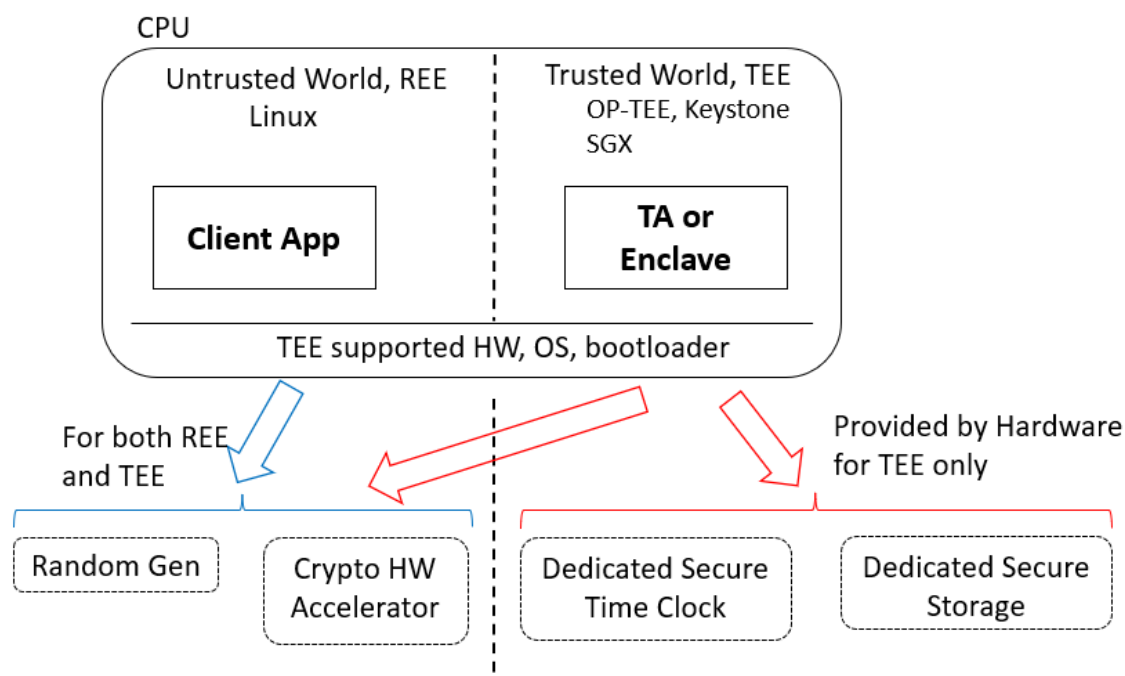 CPU
Untrusted World, REE
Linux
Trusted World, TEE
OP-TEE, Keystone
SGX
Client App
TA or
Enclave
TEE supported HW, OS, bootloader
For both REE
and TEE
Provided by Hardware
for TEE only
Random Gen
Crypto HW
Accelerator
Dedicated Secure
Time Clock
Dedicated Secure
Storage